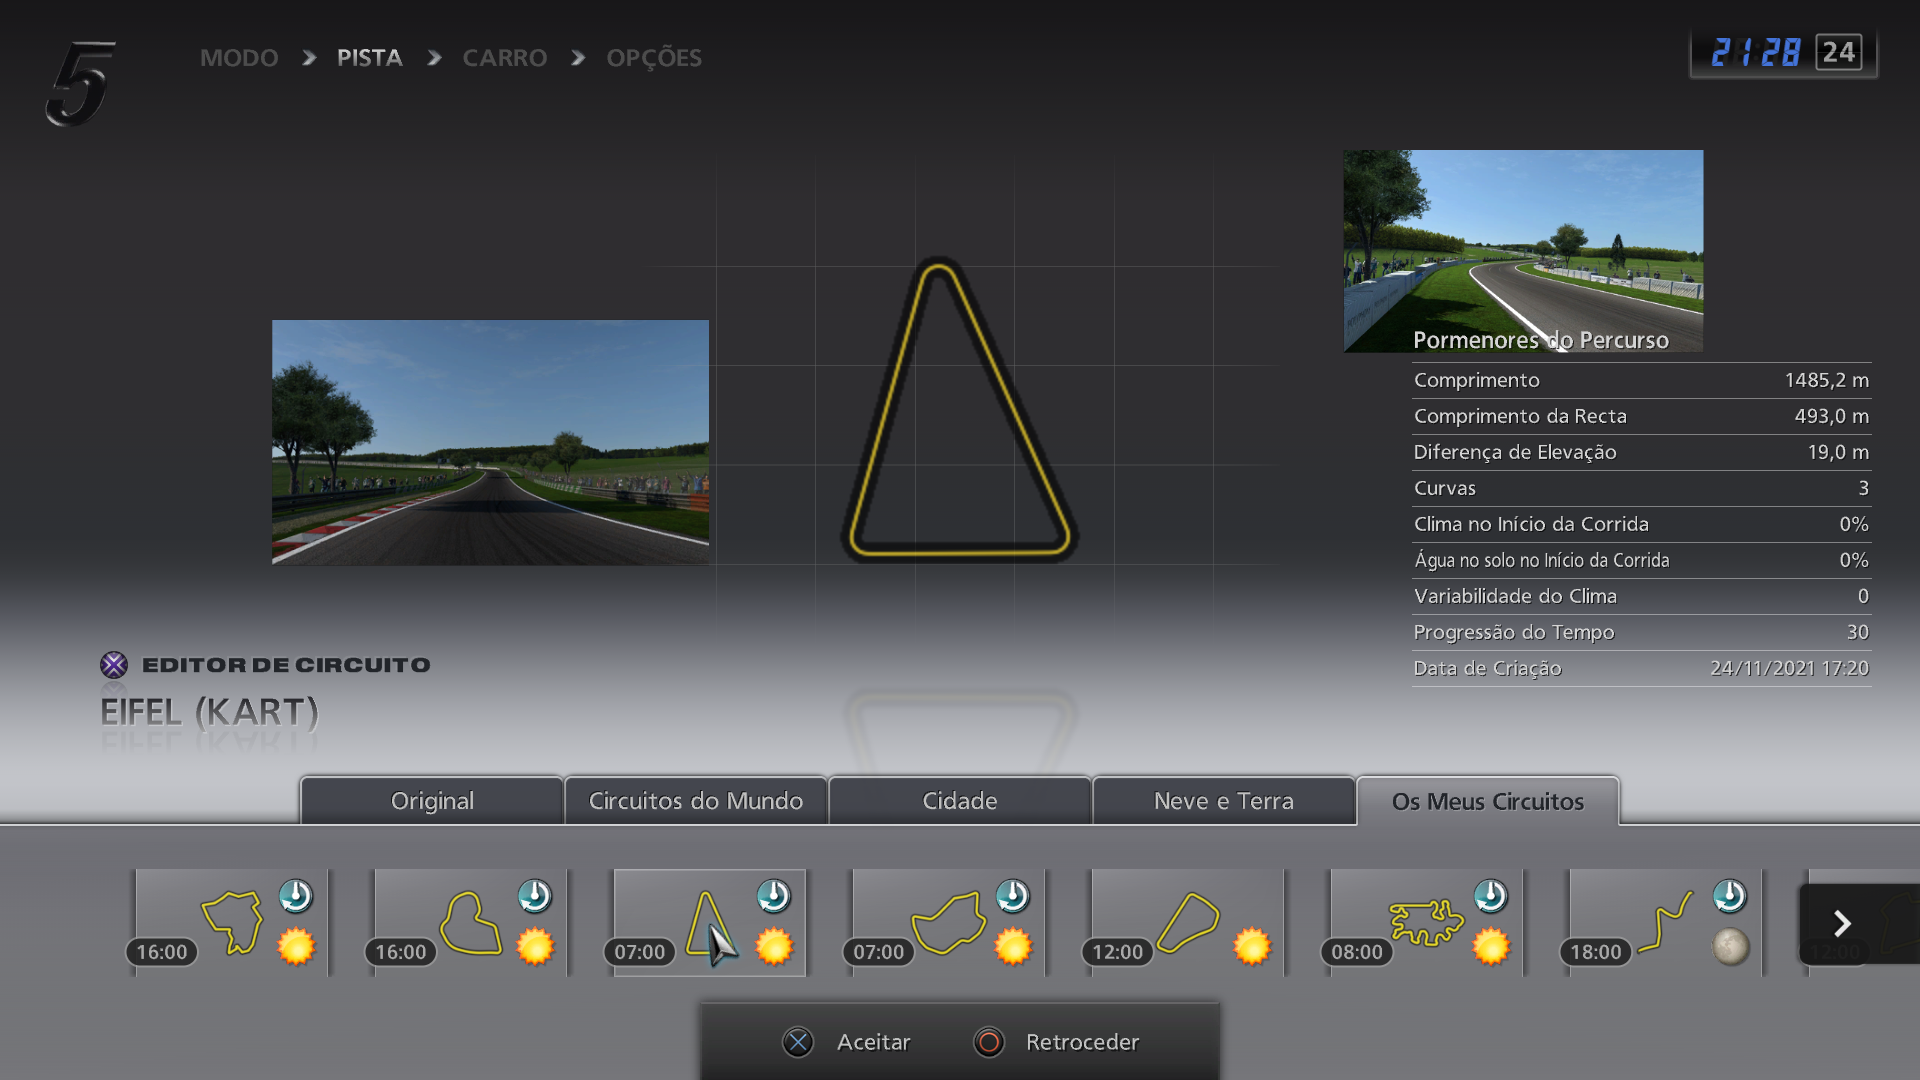 5
MODO PISTA CARRO OPÇÕES
21:28 24
Pormenores do Percurso
Comprimento 1485,2 m
Comprimento da Recta 493,0 m
Diferença de Elevação 19,0 m
Curvas 3
Clima no Início da Corrida 0%
Água no solo no Início da Corrida 0%
Variabilidade do Clima 0
Progressão do Tempo 30
Data de Criação 24/11/2021 17:20
EDITOR DE CIRCUITO
EIFEL (KART)
Original Circuitos do Mundo Cidade Neve e Terra Os Meus Circuitos
16:00 16:00 07:00 07:00 12:00 08:00 18:00 12:00
Aceitar Retroceder